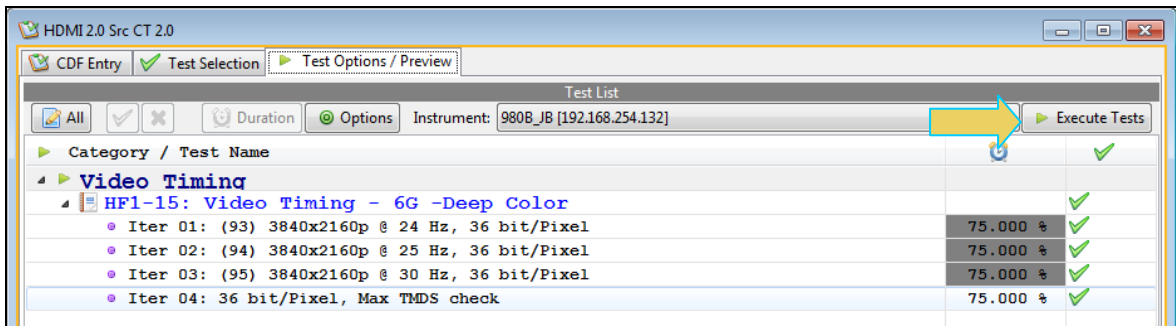 HDMI 2.0 Src CT 2.0
CDF Entry Test Selection Test Options / Preview
Test List
All Duration Options Instrument: 980B_JB [192.168.254.132] Execute Tests
Category / Test Name
Video Timing
HF1-15: Video Timing - 6G -Deep Color
Iter 01: (93) 3840x2160p @ 24 Hz, 36 bit/Pixel 75.000 %
Iter 02: (94) 3840x2160p @ 25 Hz, 36 bit/Pixel 75.000 %
Iter 03: (95) 3840x2160p @ 30 Hz, 36 bit/Pixel 75.000 %
Iter 04: 36 bit/Pixel, Max TMDS check 75.000 %